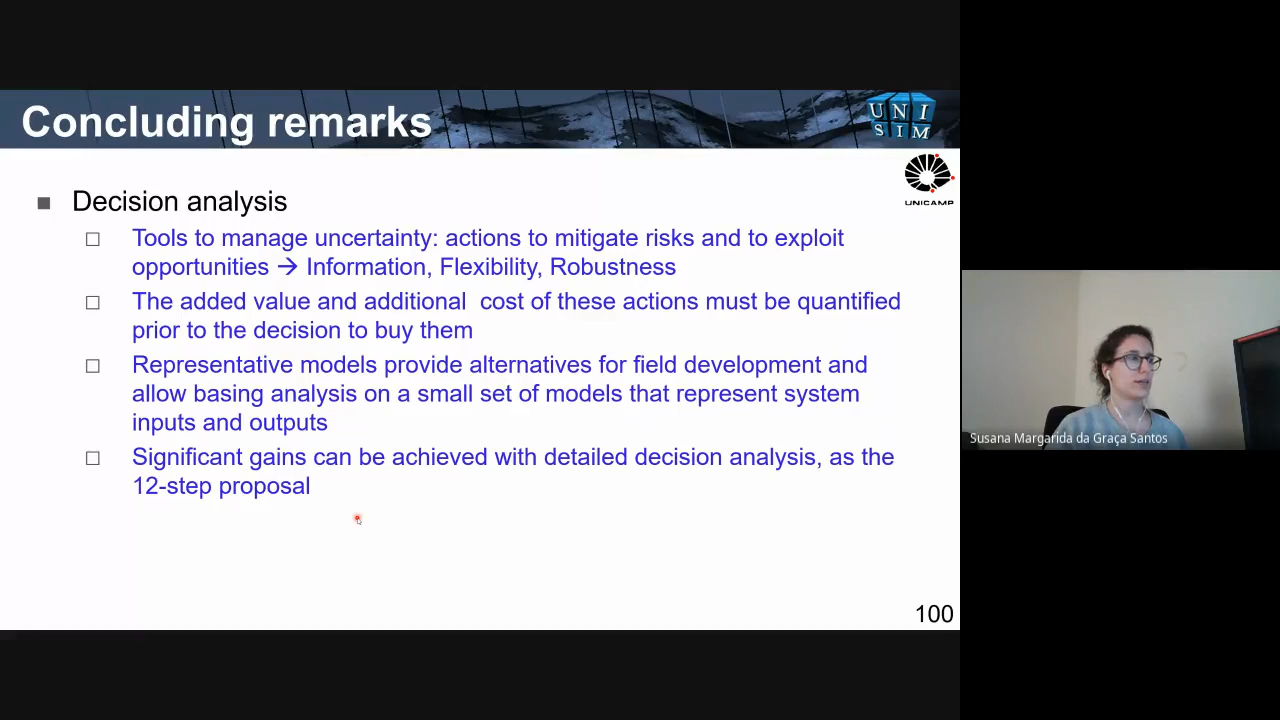 Concluding remarks
UNI
SIM
UNICAMP
Decision analysis
Tools to manage uncertainty: actions to mitigate risks and to exploit
opportunities → Information, Flexibility, Robustness
The added value and additional cost of these actions must be quantified
prior to the decision to buy them
Representative models provide alternatives for field development and
allow basing analysis on a small set of models that represent system
inputs and outputs
Significant gains can be achieved with detailed decision analysis, as the
12-step proposal
100
Susana Margarida da Graça Santos